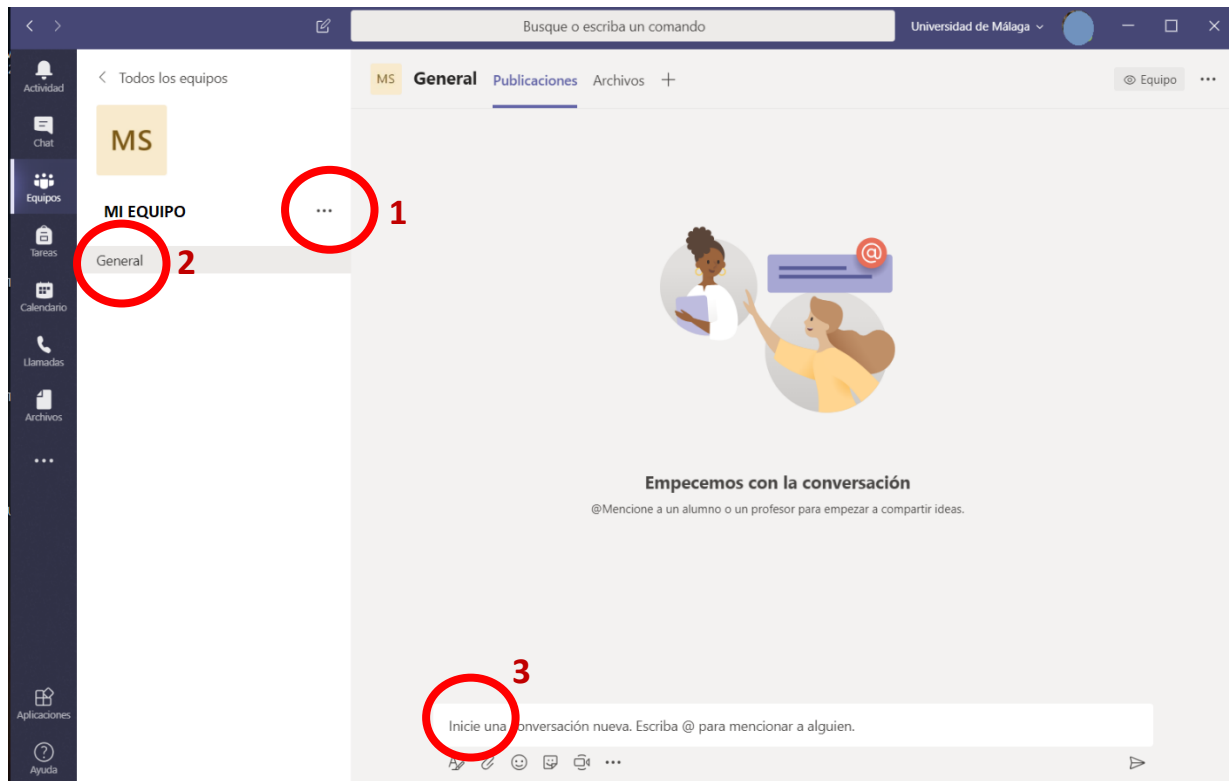 Busque o escriba un comando
Universidad de Málaga
Actividad
Chat
Equipos
Tareas
Calendario
Llamadas
Archivos
Aplicaciones
Ayuda
Todos los equipos
MS
MI EQUIPO
1
General
2
MS General Publicaciones Archivos
Equipo
@
Empecemos con la conversación
@Mencione a un alumno o un profesor para empezar a compartir ideas.
3
Inicie una conversación nueva. Escriba @ para mencionar a alguien.